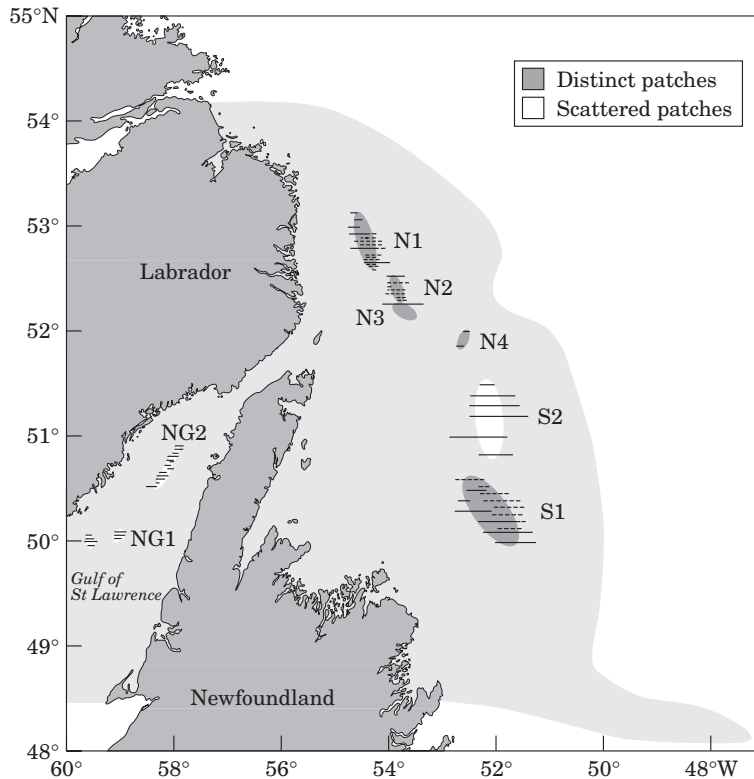 55°N
54°
53°
52°
51°
50°
49°
48°
60°
58°
56°
54°
52°
50°
48°W
Distinct patches
Scattered patches
Labrador
N1
N2
N3
N4
S2
S1
NG2
NG1
Gulf of
St Lawrence
Newfoundland